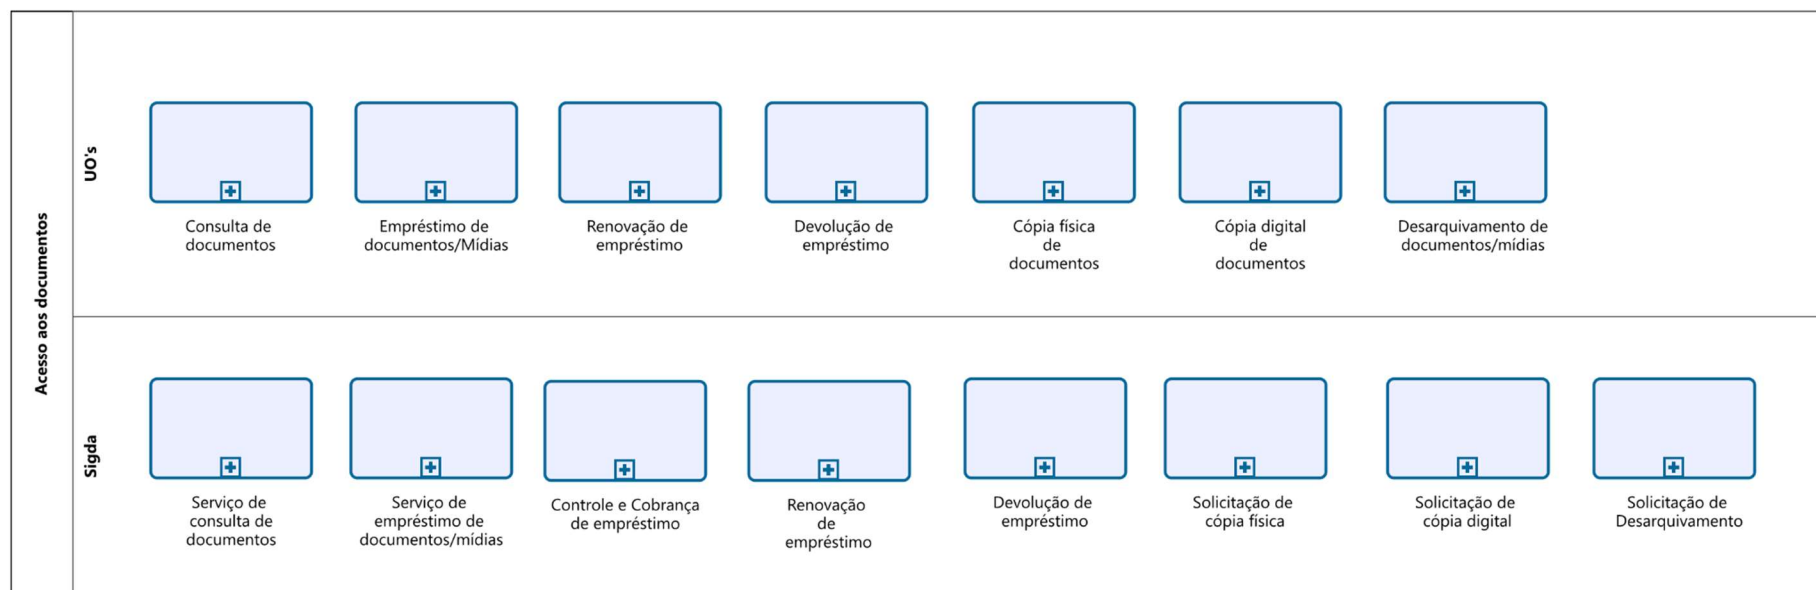 Acesso aos documentos
UO's
Consulta de
documentos
Empréstimo de
documentos/Mídias
Renovação de
empréstimo
Devolução de
empréstimo
Cópia física
de
documentos
Cópia digital
de
documentos
Desarquivamento de
documentos/mídias
Sigda
Serviço de
consulta de
documentos
Serviço de
empréstimo de
documentos/mídias
Controle e Cobrança
de empréstimo
Renovação
de
empréstimo
Devolução de
empréstimo
Solicitação de
cópia física
Solicitação de
cópia digital
Solicitação de
Desarquivamento